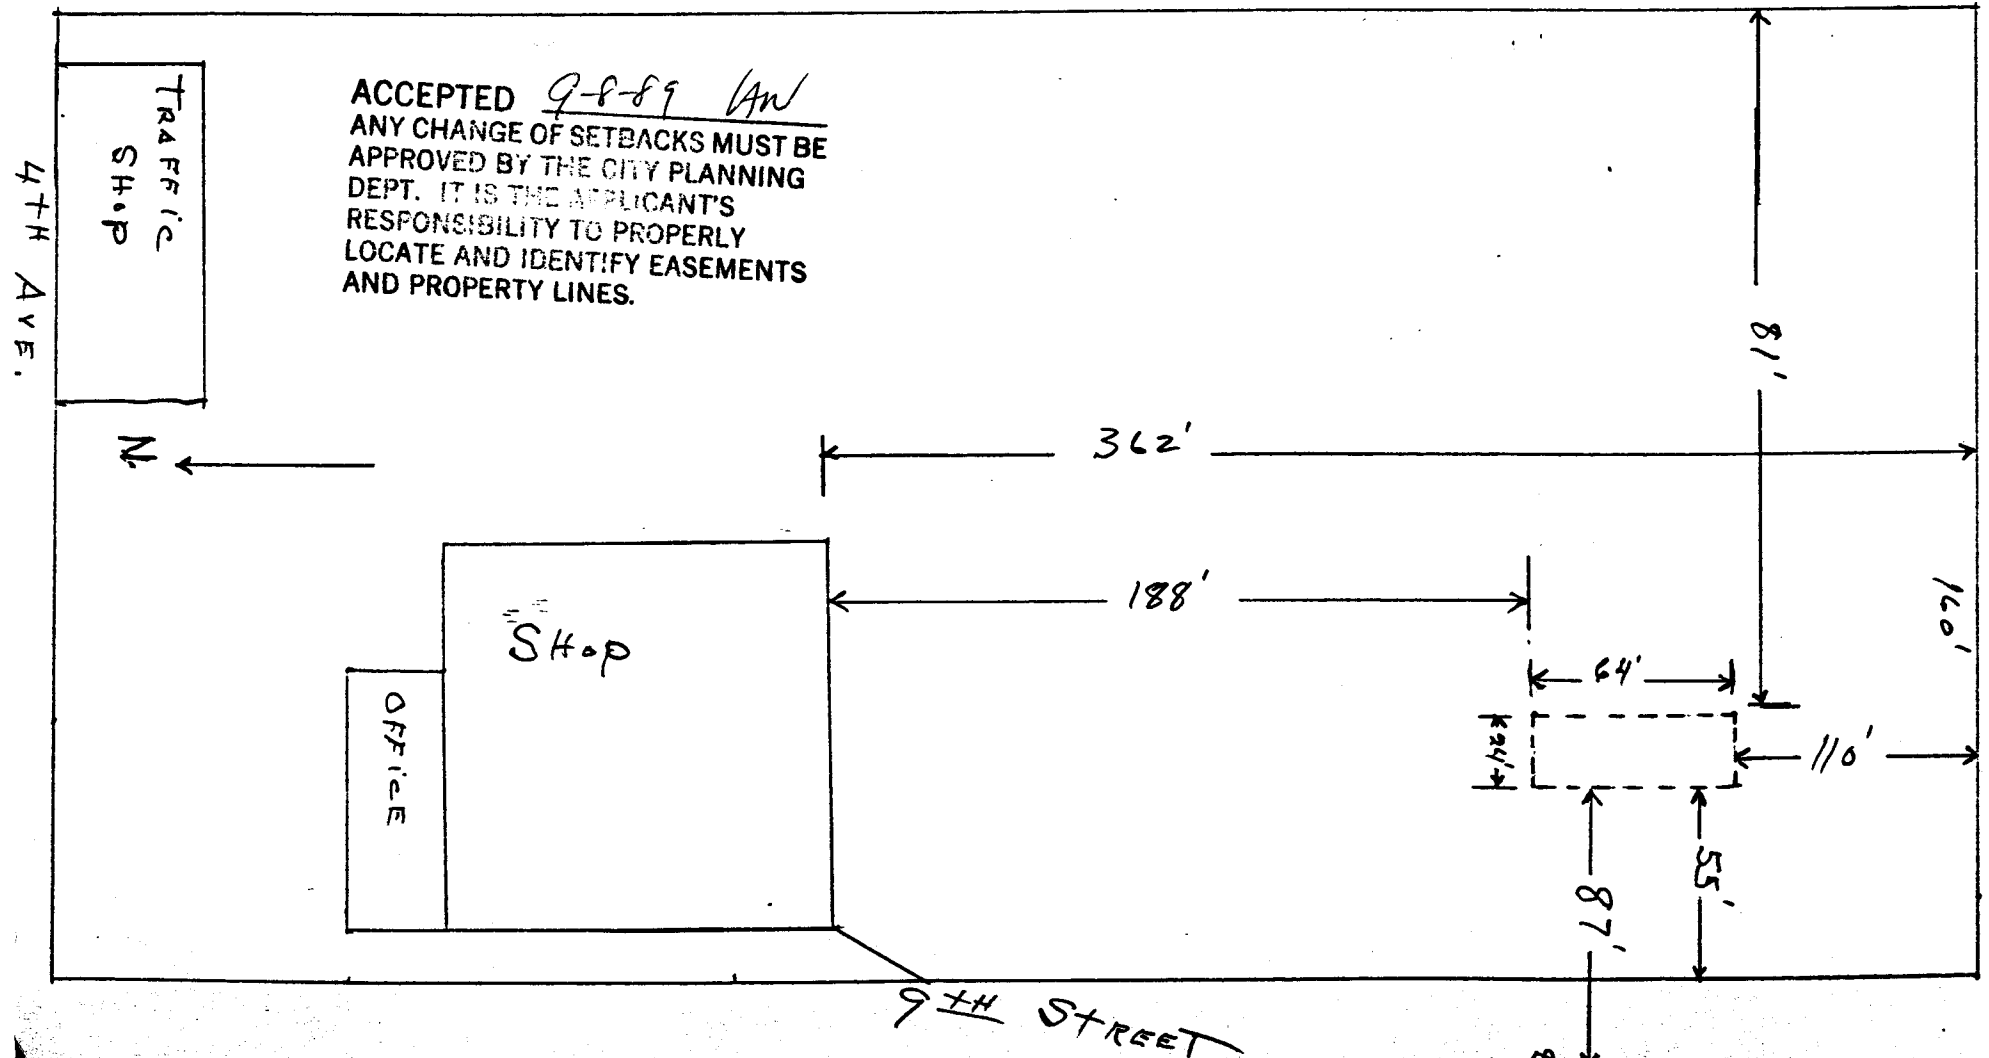 ACCEPTED 9-8-89
ANY CHANGE OF SETBACKS MUST BE
APPROVED BY THE CITY PLANNING
DEPT. IT IS THE APPLICANT'S
RESPONSIBILITY TO PROPERLY
LOCATE AND IDENTIFY EASEMENTS
AND PROPERTY LINES.
TRAFFIC
SHOP
4TH AVE.
N
81'
362'
188'
160'
64'
24'
110'
SHOP
OFFICE
55'
87'
9TH STREET